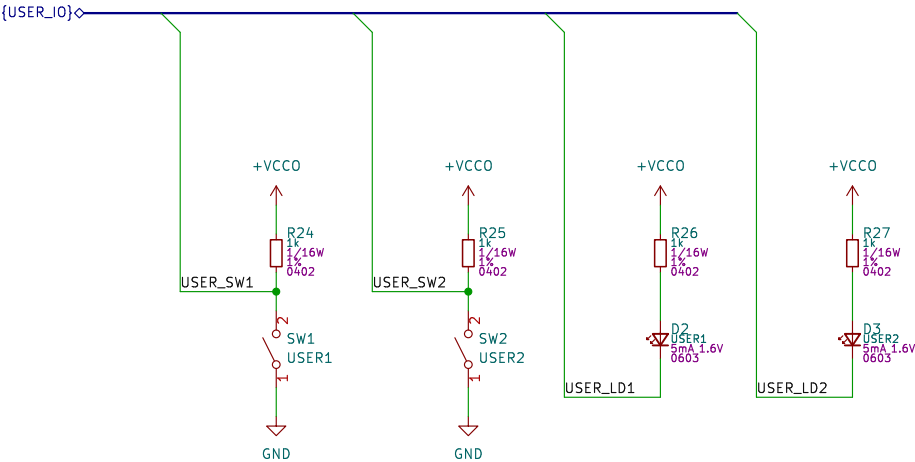 {USER_IO}
+VCCO
+VCCO
+VCCO
+VCCO
R24
1k
1/16W
1%
0402
R25
1k
1/16W
1%
0402
R26
1k
1/16W
1%
0402
R27
1k
1/16W
1%
0402
USER_SW1
USER_SW2
2
SW1
USER1
1
2
SW2
USER2
1
D2
USER1
5mA 1.6V
0603
D3
USER2
5mA 1.6V
0603
USER_LD1
USER_LD2
GND
GND